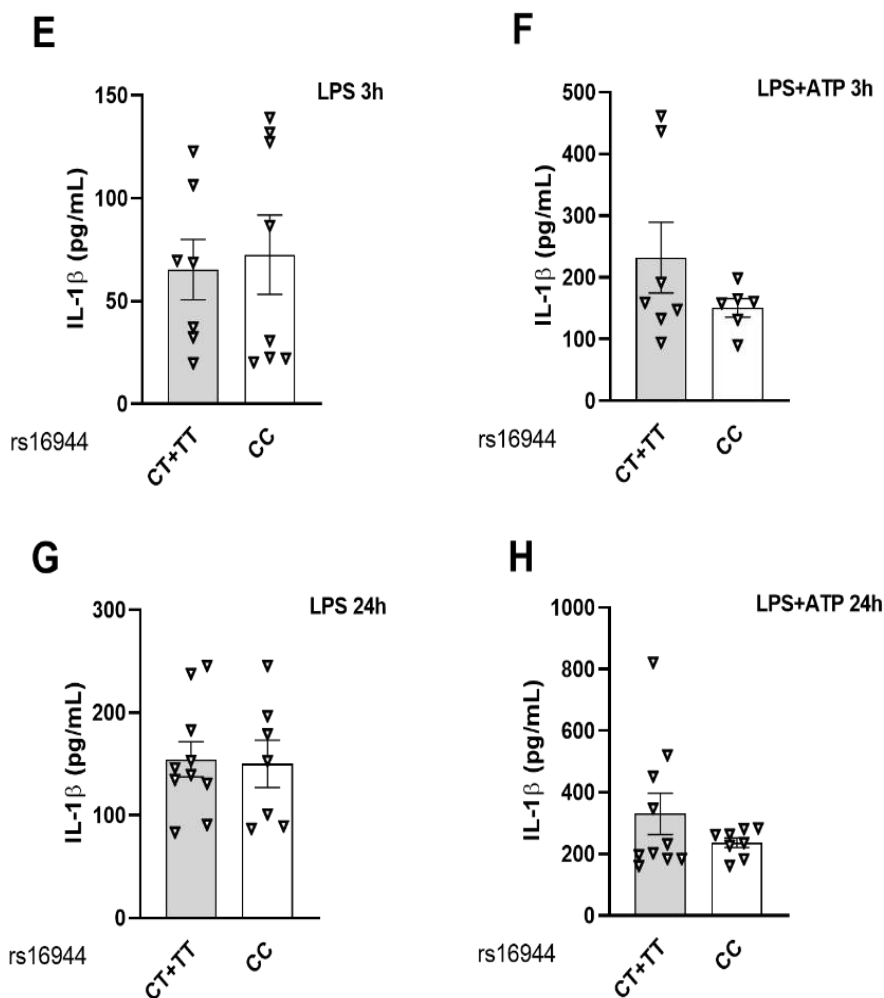 E
LPS 3h
IL-1β (pg/mL)
150
100
50
0
rs16944
CT+TT
CC
F
LPS+ATP 3h
IL-1β (pg/mL)
500
400
300
200
100
0
rs16944
CT+TT
CC
G
LPS 24h
IL-1β (pg/mL)
300
200
100
0
rs16944
CT+TT
CC
H
LPS+ATP 24h
IL-1β (pg/mL)
1000
800
600
400
200
0
rs16944
CT+TT
CC